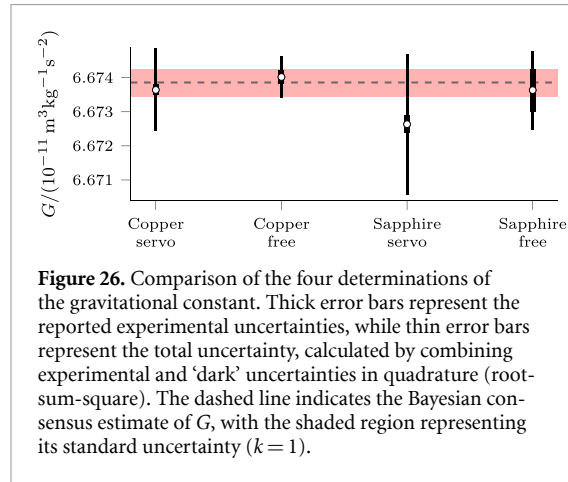 G/(10⁻¹¹ m³kg⁻¹s⁻²)
6.674
6.673
6.672
6.671
Copper
servo
Copper
free
Sapphire
servo
Sapphire
free
Figure 26. Comparison of the four determinations of
the gravitational constant. Thick error bars represent the
reported experimental uncertainties, while thin error bars
represent the total uncertainty, calculated by combining
experimental and ‘dark’ uncertainties in quadrature (root-
sum-square). The dashed line indicates the Bayesian con-
sensus estimate of G, with the shaded region representing
its standard uncertainty (k = 1).